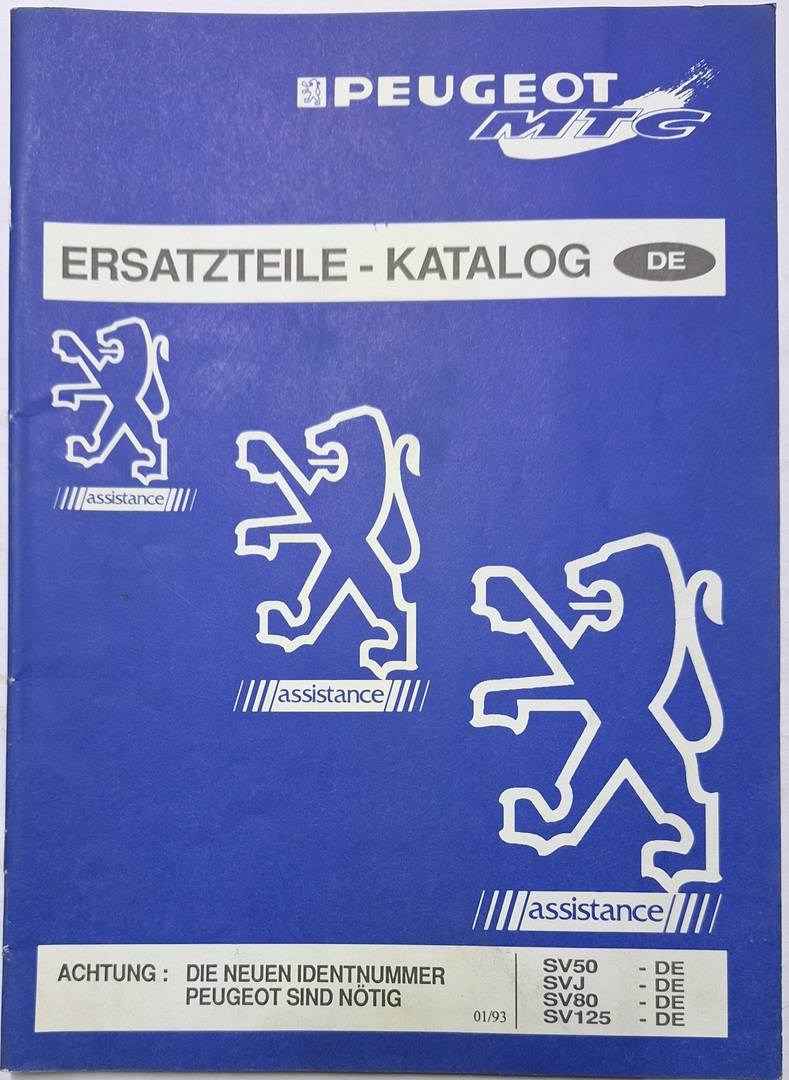 PEUGEOT
MTC
ERSATZTEILE - KATALOG DE
assistance
assistance
assistance
ACHTUNG : DIE NEUEN IDENTNUMMER
PEUGEOT SIND NÖTIG
01/93
SV50 - DE
SVJ - DE
SV80 - DE
SV125 - DE